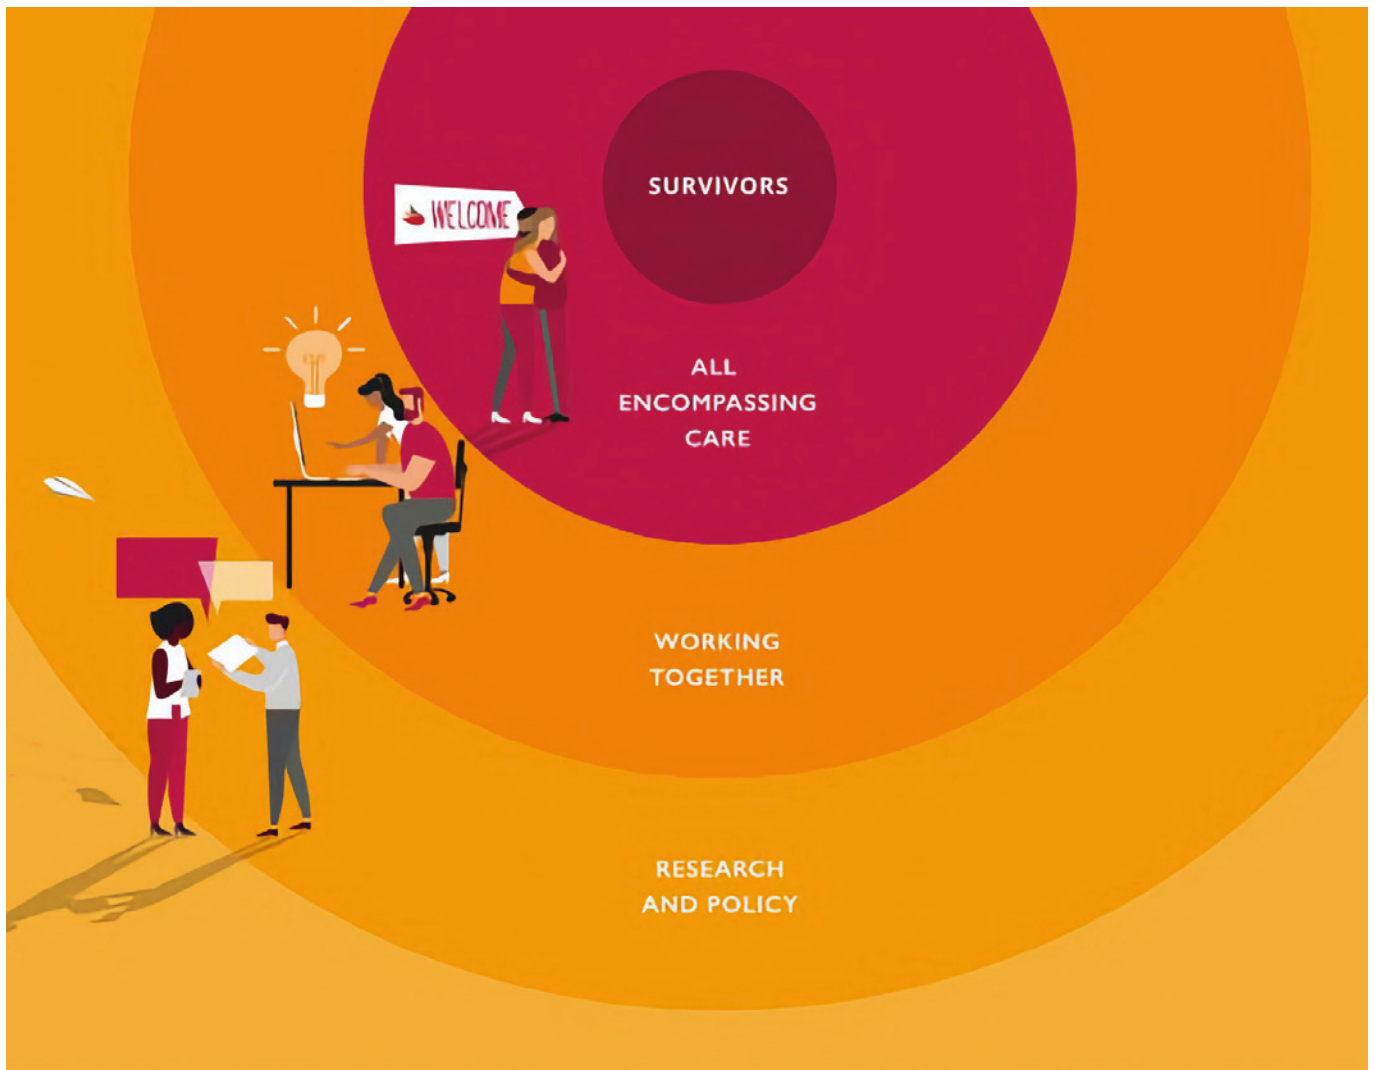 SURVIVORS
WELCOME
ALL
ENCOMPASSING
CARE
WORKING
TOGETHER
RESEARCH
AND POLICY